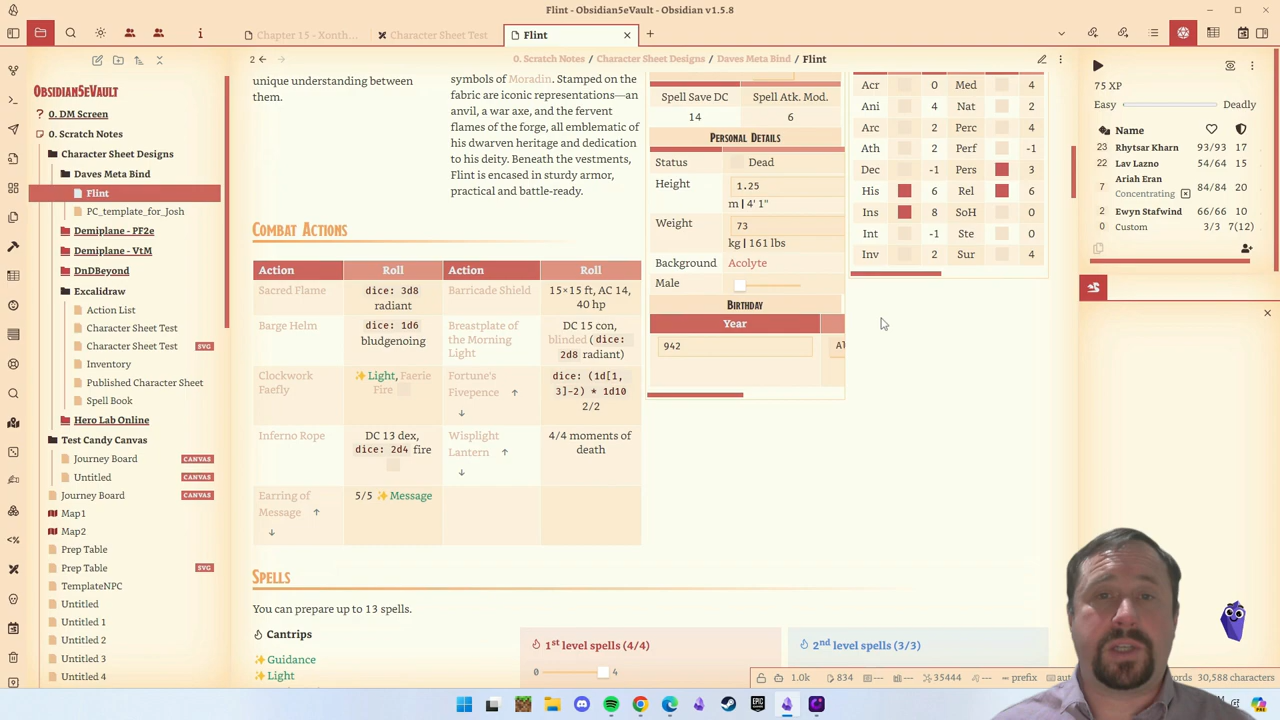 Flint - Obsidian5eVault - Obsidian v1.5.8
Chapter 15 - Xonth...
Character Sheet Test
Flint
2
0. Scratch Notes / Character Sheet Designs / Daves Meta Bind / Flint
Obsidian5eVault
0. DM Screen
0. Scratch Notes
Character Sheet Designs
Daves Meta Bind
Flint
PC_template_for_Josh
Demiplane - PF2e
Demiplane - VtM
DnDBeyond
Excalidraw
Action List
Character Sheet Test
Character Sheet Test SVG
Inventory
Published Character Sheet
Spell Book
Hero Lab Online
Test Candy Canvas
Journey Board CANVAS
Untitled CANVAS
Journey Board CANVAS
Map1
Map2
Prep Table
Prep Table SVG
TemplateNPC
Untitled
Untitled 1
Untitled 2
Untitled 3
Untitled 4
unique understanding between
them.
symbols of Moradin. Stamped on the
fabric are iconic representations—an
anvil, a war axe, and the fervent
flames of the forge, all emblematic of
his dwarven heritage and dedication
to his deity. Beneath the vestments,
Flint is encased in sturdy armor,
practical and battle-ready.
Combat Actions
Action Roll Action Roll
Sacred Flame dice: 3d8 radiant Barricade Shield 15×15 ft, AC 14, 40 hp
Barge Helm dice: 1d6 bludgenoing Breastplate of the Morning Light DC 15 con, blinded (dice: 2d8 radiant)
Clockwork Faefly ✨Light, Faerie Fire Fortune's Fivepence ↑ ↓ dice: (1d[1, 3]-2) * 1d10 2/2
Inferno Rope DC 13 dex, dice: 2d4 fire Wisplight Lantern ↑ ↓ 4/4 moments of death
Earring of Message ↑ ↓ 5/5 ✨Message
Spells
You can prepare up to 13 spells.
Cantrips
✨Guidance
✨Light
1st level spells (4/4)
0 4
2nd level spells (3/3)
Spell Save DC Spell Atk. Mod.
14 6
Personal Details
Status Dead
Height 1.25
m | 4' 1"
Weight 73
kg | 161 lbs
Background Acolyte
Male
Birthday
Year
942
Acr 0 Med 4
Ani 4 Nat 2
Arc 2 Perc 4
Ath 2 Perf -1
Dec -1 Pers 3
His 6 Rel 6
Ins 8 SoH 0
Int -1 Ste 0
Inv 2 Sur 4
75 XP
Easy Deadly
Name
23 Rhytsar Kharn 93/93 17
22 Lav Lazno 54/64 15
7 Ariah Eran 84/84 20
Concentrating
2 Ewyn Stafwind 66/66 10
0 Custom 3/3 7(12)
1.0k 834 --- 35444 --- prefix 30,588 characters